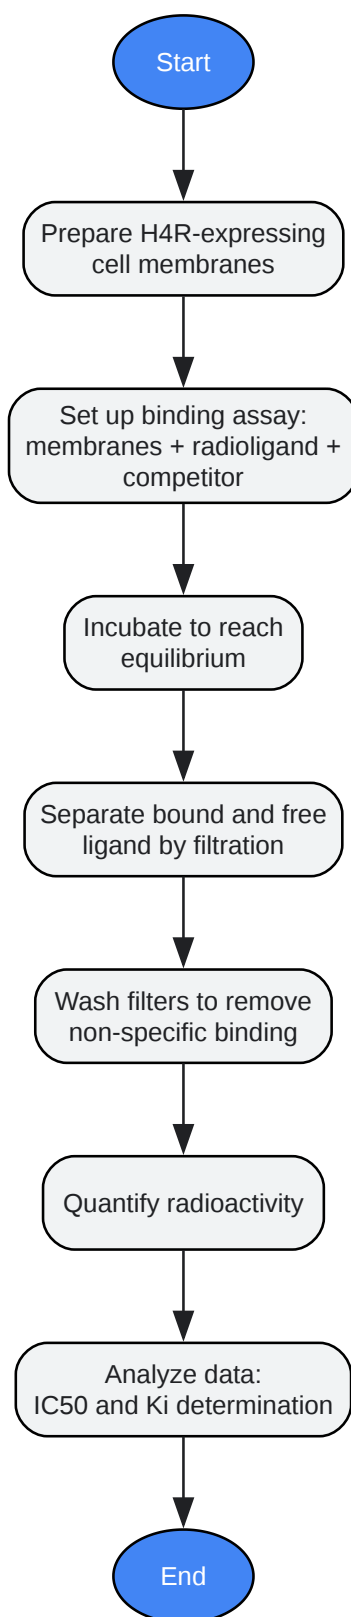 Start
Prepare H4R-expressing
cell membranes
Set up binding assay:
membranes + radioligand +
competitor
Incubate to reach
equilibrium
Separate bound and free
ligand by filtration
Wash filters to remove
non-specific binding
Quantify radioactivity
Analyze data:
IC50 and Ki determination
End